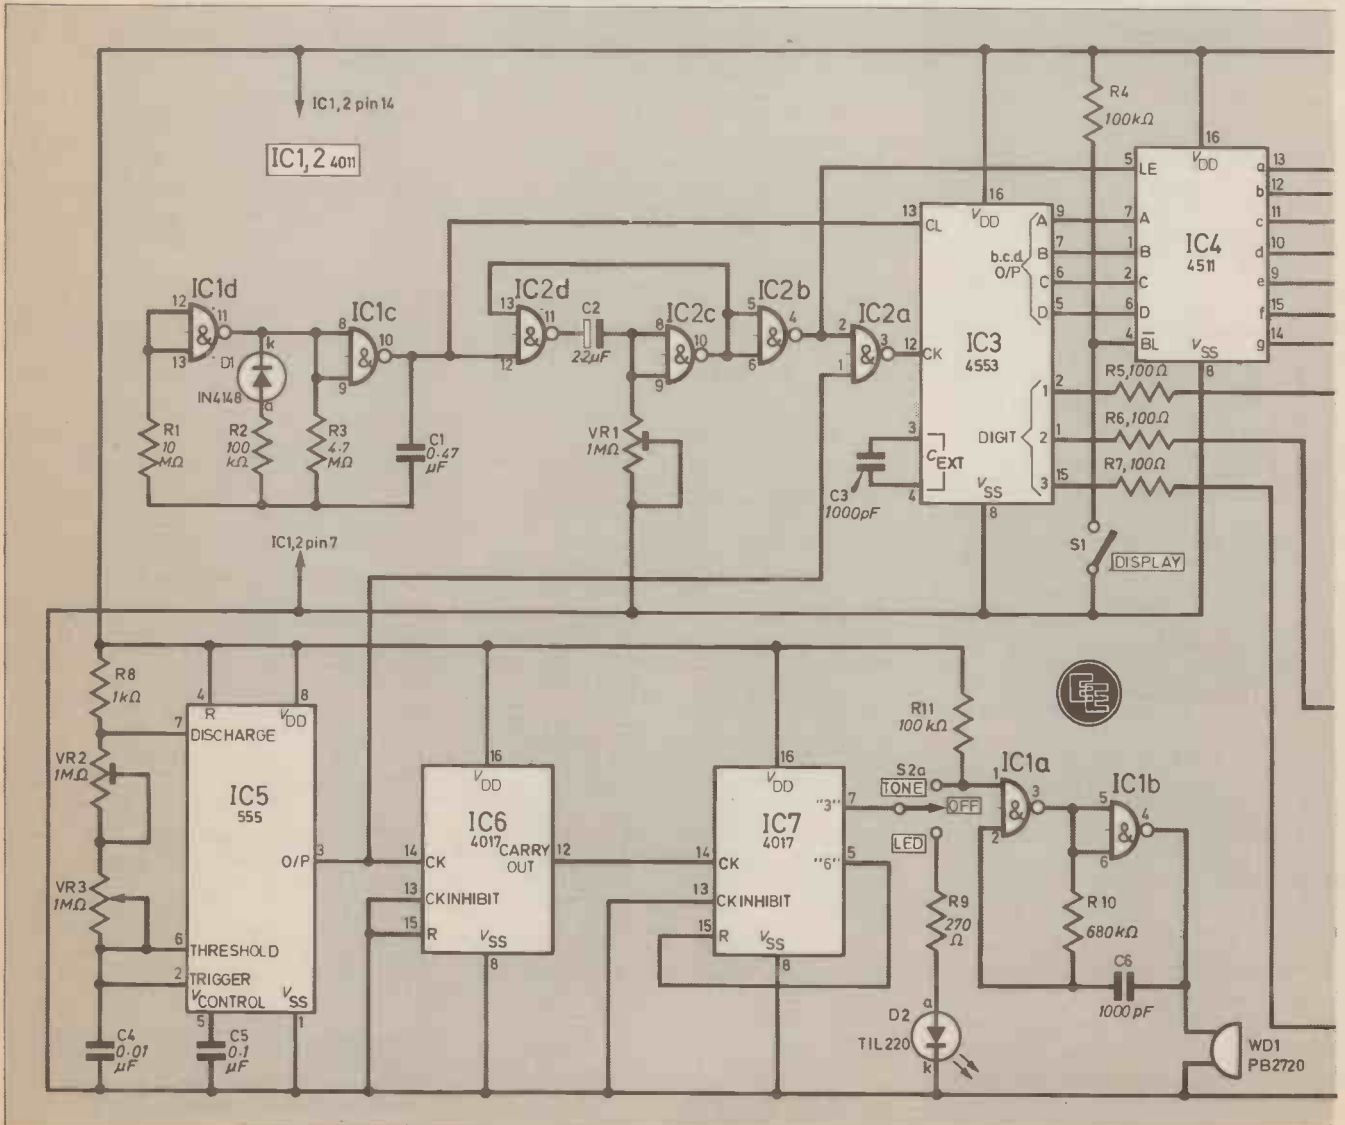 IC1, 2 pin 14
IC1, 2 4011
R4
100kΩ
16
VDD
5
LE
a
13
b
12
7
A
c
11
1
B
IC4
4511
d
10
2
C
e
9
6
D
f
15
4
BL
VSS
g
14
8
13
CL
16
VDD
A
9
b.c.d.
O/P
B
7
C
6
D
5
IC3
4553
12
CK
3
CEXT
4
DIGIT
1
2
2
1
3
15
VSS
8
R5, 100Ω
R6, 100Ω
R7, 100Ω
C3
1000pF
S1
DISPLAY
IC1d
12
13
&
11
k
D1
IN4148
a
IC1c
8
9
&
10
R1
10
MΩ
R2
100
kΩ
R3
4.7
MΩ
C1
0.47
µF
IC2d
13
12
&
11
C2
22µF
IC2c
8
9
&
10
VR1
1MΩ
IC2b
5
6
&
4
IC2a
2
1
&
3
IC1,2 pin 7
R8
1kΩ
VR2
1MΩ
VR3
1MΩ
C4
0.01
µF
C5
0.1
µF
4
R
8
VDD
7
DISCHARGE
IC5
555
O/P
3
6
THRESHOLD
2
TRIGGER
VCONTROL
5
VSS
1
16
VDD
IC6
4017
14
CK
CARRY
OUT
12
13
CKINHIBIT
15
R
VSS
8
16
VDD
IC7
4017
"3"
7
"6"
5
14
CK
13
CKINHIBIT
15
R
VSS
8
R11
100kΩ
S2a
TONE
OFF
LED
R9
270
Ω
a
D2
TIL220
k
IC1a
1
2
&
3
IC1b
5
6
&
4
R10
680kΩ
C6
1000pF
WD1
PB2720
EE